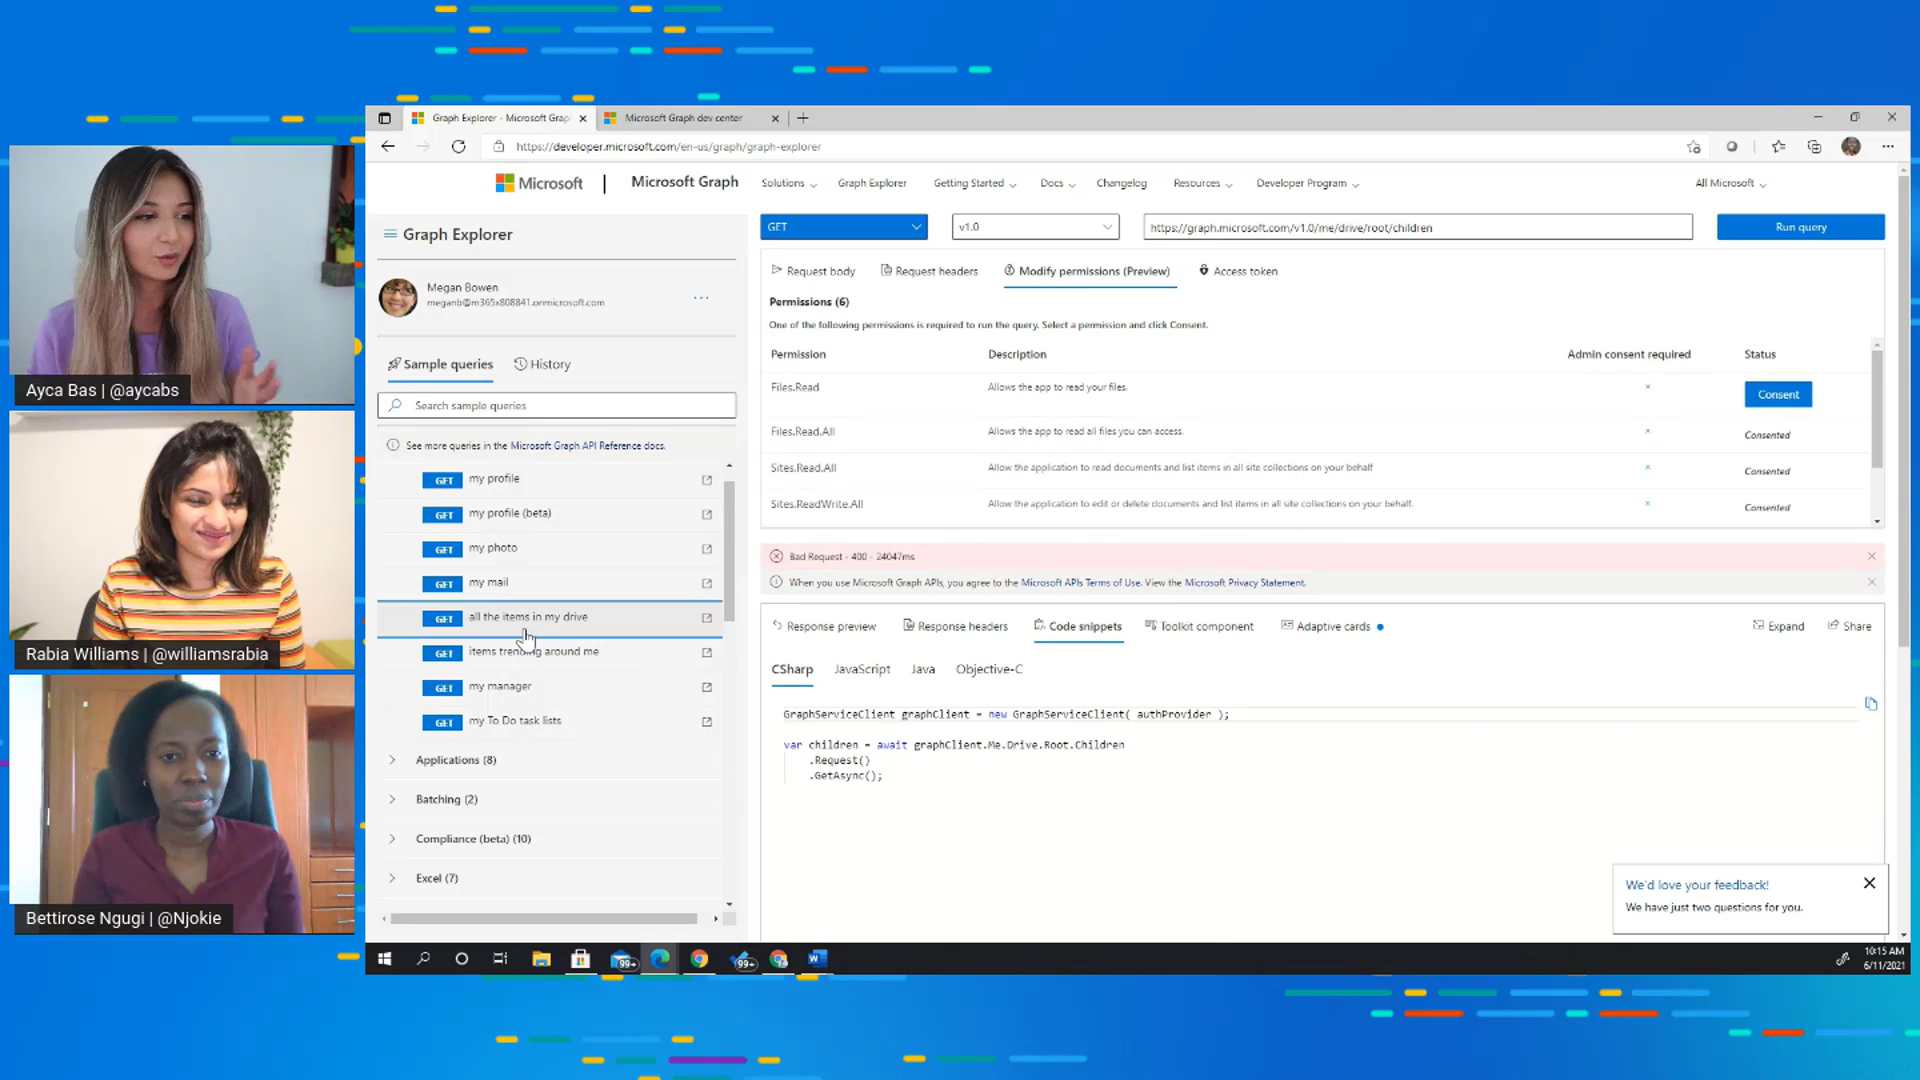 Graph Explorer - Microsoft Grap
Microsoft Graph dev center
https://developer.microsoft.com/en-us/graph/graph-explorer
Microsoft
Microsoft Graph
Solutions
Graph Explorer
Getting Started
Docs
Changelog
Resources
Developer Program
All Microsoft
Graph Explorer
Megan Bowen
meganb@m365x808841.onmicrosoft.com
Sample queries
History
Search sample queries
See more queries in the Microsoft Graph API Reference docs.
GET my profile
GET my profile (beta)
GET my photo
GET my mail
GET all the items in my drive
GET items trending around me
GET my manager
GET my To Do task lists
Applications (8)
Batching (2)
Compliance (beta) (10)
Excel (7)
GET
v1.0
https://graph.microsoft.com/v1.0/me/drive/root/children
Run query
Request body
Request headers
Modify permissions (Preview)
Access token
Permissions (6)
One of the following permissions is required to run the query. Select a permission and click Consent.
Permission Description Admin consent required Status
Files.Read Allows the app to read your files. Consent
Files.Read.All Allows the app to read all files you can access. Consented
Sites.Read.All Allow the application to read documents and list items in all site collections on your behalf Consented
Sites.ReadWrite.All Allow the application to edit or delete documents and list items in all site collections on your behalf. Consented
Bad Request - 400 - 24047ms
When you use Microsoft Graph APIs, you agree to the Microsoft APIs Terms of Use. View the Microsoft Privacy Statement.
Response preview
Response headers
Code snippets
Toolkit component
Adaptive cards
Expand
Share
CSharp
JavaScript
Java
Objective-C
GraphServiceClient graphClient = new GraphServiceClient( authProvider );
var children = await graphClient.Me.Drive.Root.Children
.Request()
.GetAsync();
We'd love your feedback!
We have just two questions for you.
99+
99+
10:15 AM
6/11/2021
Ayca Bas | @aycabs
Rabia Williams | @williamsrabia
Bettirose Ngugi | @Njokie